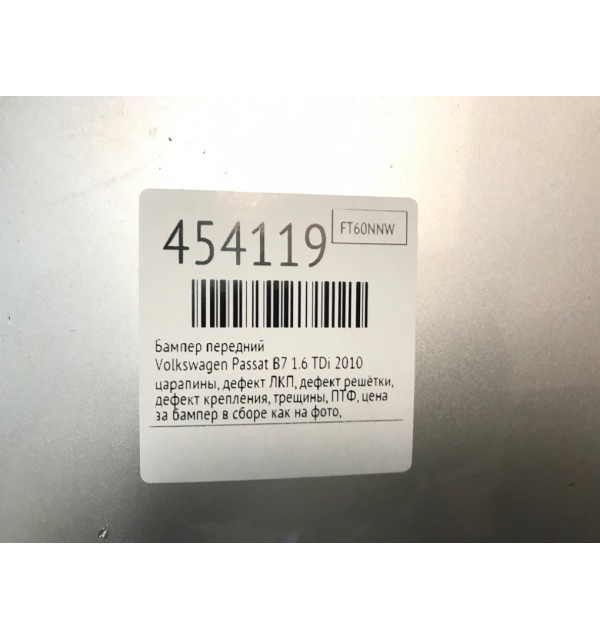 454119
FT60NNW
Бампер передний
Volkswagen Passat B7 1.6 TDi 2010
царапины, дефект ЛКП, дефект решётки,
дефект крепления, трещины, ПТФ, цена
за бампер в сборе как на фото,